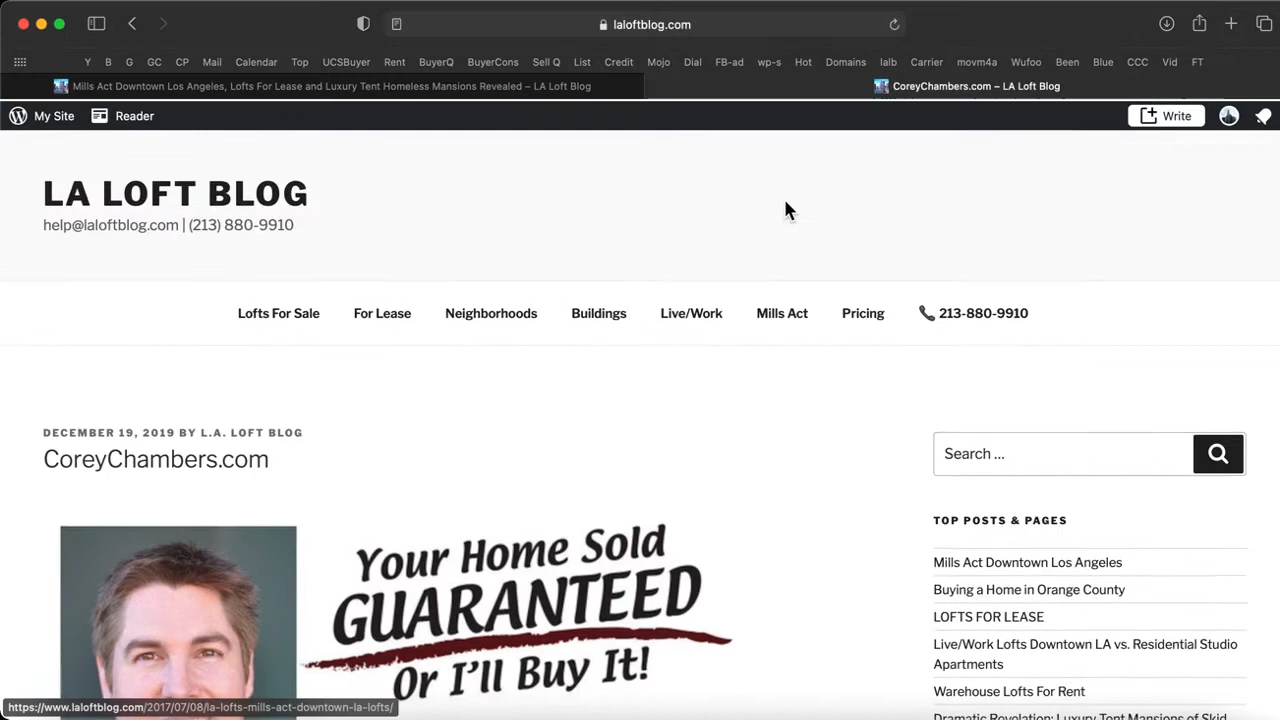 laloftblog.com
Y B G GC CP Mail Calendar Top UCSBuyer Rent BuyerQ BuyerCons Sell Q List Credit Mojo Dial FB-ad wp-s Hot Domains lalb Carrier movm4a Wufoo Been Blue CCC Vid FT
Mills Act Downtown Los Angeles, Lofts For Lease and Luxury Tent Homeless Mansions Revealed – LA Loft Blog
CoreyChambers.com – LA Loft Blog
My Site Reader Write
LA LOFT BLOG
help@laloftblog.com | (213) 880-9910
Lofts For Sale For Lease Neighborhoods Buildings Live/Work Mills Act Pricing 📞 213-880-9910
DECEMBER 19, 2019 BY L.A. LOFT BLOG
CoreyChambers.com
Your Home Sold
GUARANTEED
Or I'll Buy It!
Search …
TOP POSTS & PAGES
Mills Act Downtown Los Angeles
Buying a Home in Orange County
LOFTS FOR LEASE
Live/Work Lofts Downtown LA vs. Residential Studio
Apartments
Warehouse Lofts For Rent
Dramatic Revelation: Luxury Tent Mansions of Skid
https://www.laloftblog.com/2017/07/08/la-lofts-mills-act-downtown-la-lofts/